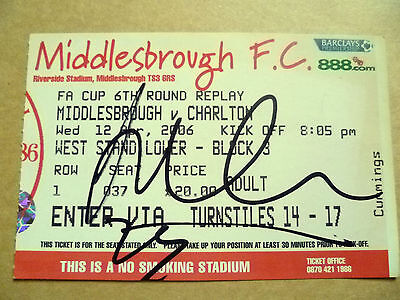 Middlesbrough F.C.
BARCLAYS
PREMIERSHIP
Riverside Stadium, Middlesbrough TS3 6RS
888.com
FA CUP 6TH ROUND REPLAY
MIDDLESBROUGH v CHARLTON
Wed 12 Apr, 2006 KICK OFF 8:05 pm
WEST STAND LOWER - BLOCK 3
ROW SEAT PRICE
1 037 £20.00 ADULT
ENTER VIA TURNSTILES 14 - 17
Cummings
86
THIS TICKET IS FOR THE SEAT STATED ONLY. PLEASE TAKE UP YOUR POSITION AT LEAST 30 MINUTES PRIOR TO KICK-OFF.
THIS IS A NO SMOKING STADIUM
TICKET OFFICE
0870 421 1986